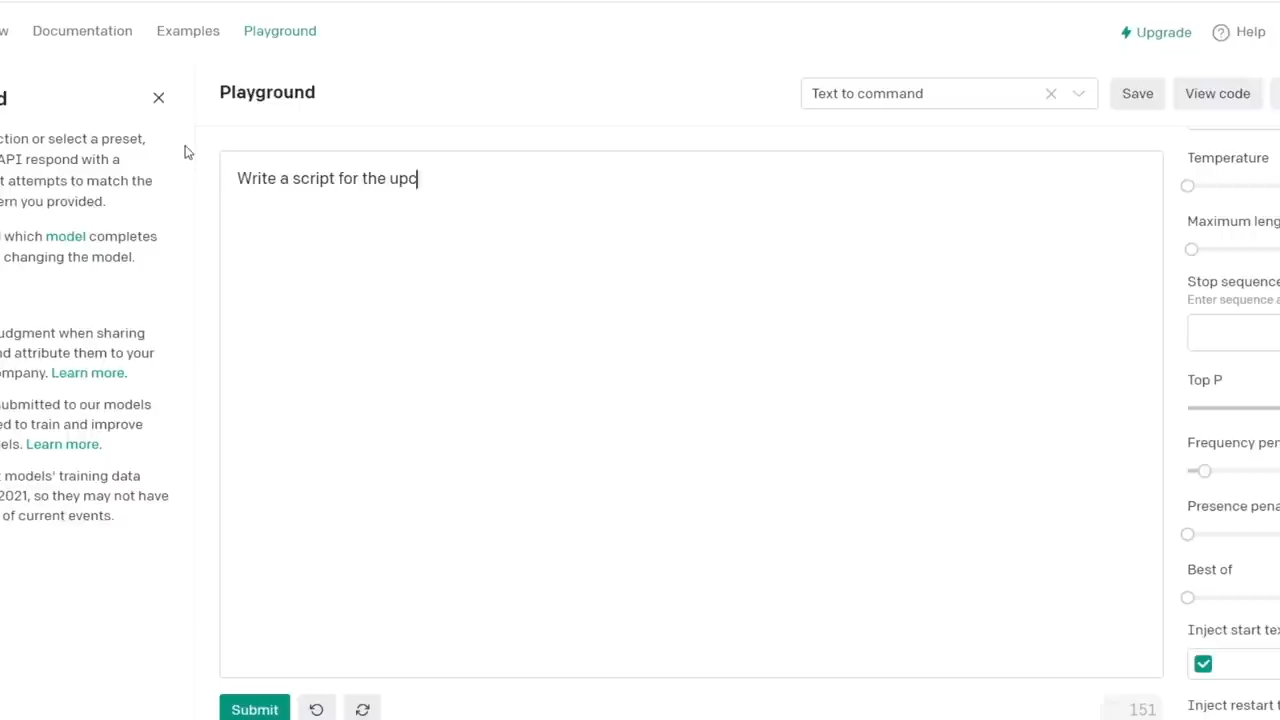 Documentation Examples Playground Upgrade Help
Playground
Text to command
Save
View code
ction or select a preset,
API respond with a
t attempts to match the
ern you provided.
which model completes
changing the model.
udgment when sharing
nd attribute them to your
ompany. Learn more.
submitted to our models
ed to train and improve
els. Learn more.
models' training data
2021, so they may not have
of current events.
Write a script for the upc
Submit
151
Temperature
Maximum leng
Stop sequence
Enter sequence a
Top P
Frequency pen
Presence pena
Best of
Inject start tex
Inject restart t